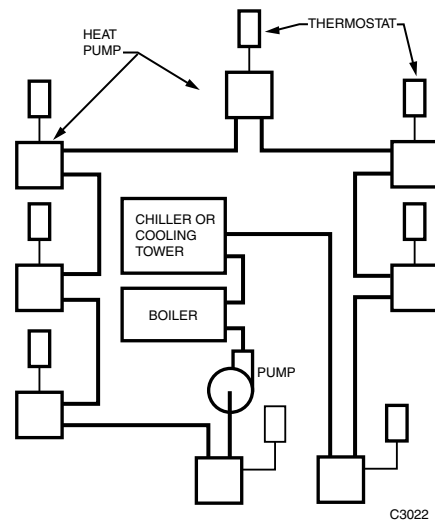 HEAT
PUMP
THERMOSTAT
CHILLER OR
COOLING
TOWER
BOILER
PUMP
C3022